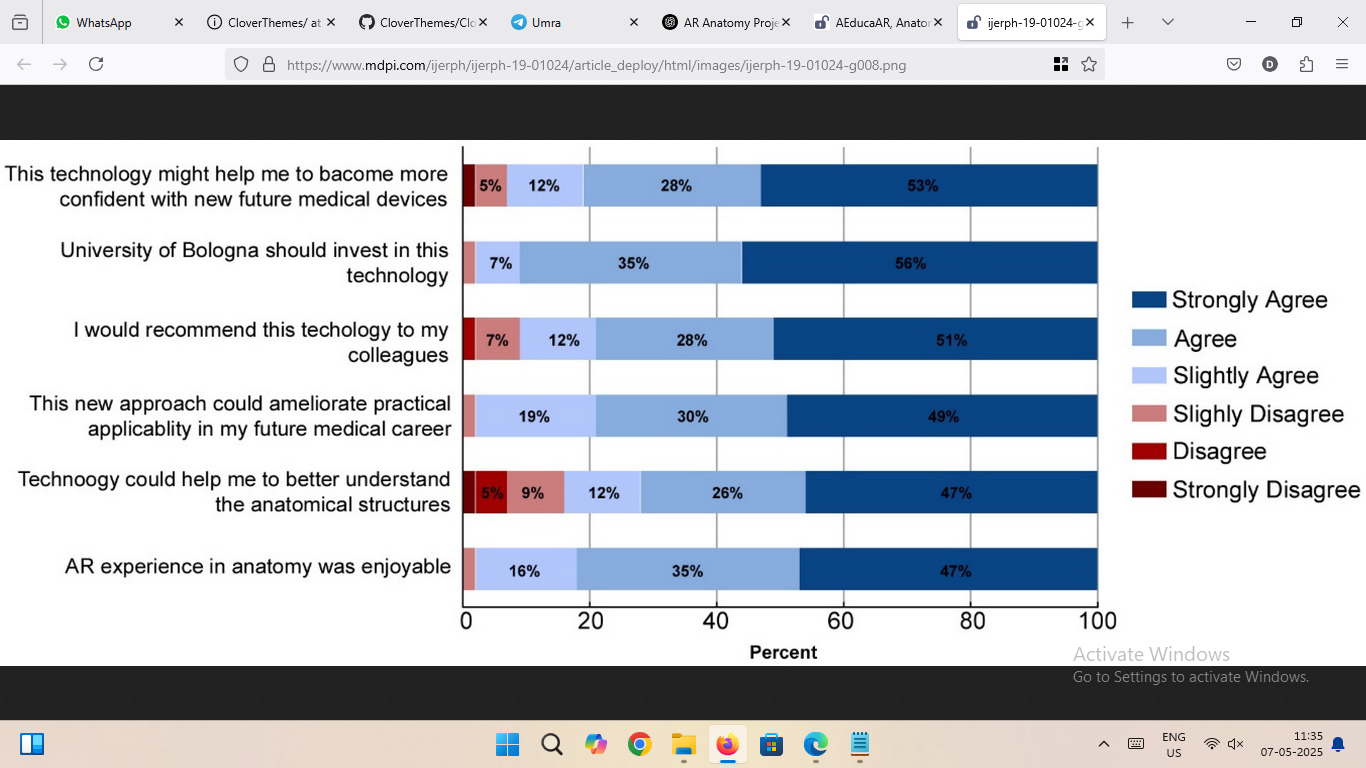 WhatsApp
CloverThemes/ at
CloverThemes/Clo
Umra
AR Anatomy Proje
AEducaAR, Anator
ijerph-19-01024-g
https://www.mdpi.com/ijerph/ijerph-19-01024/article_deploy/html/images/ijerph-19-01024-g008.png
D
This technology might help me to bacome more
confident with new future medical devices
5% 12% 28% 53%
University of Bologna should invest in this
technology
7% 35% 56%
I would recommend this techology to my
colleagues
7% 12% 28% 51%
This new approach could ameliorate practical
applicablity in my future medical career
19% 30% 49%
Technoogy could help me to better understand
the anatomical structures
5% 9% 12% 26% 47%
AR experience in anatomy was enjoyable
16% 35% 47%
0 20 40 60 80 100
Percent
Strongly Agree
Agree
Slightly Agree
Slighly Disagree
Disagree
Strongly Disagree
Activate Windows
Go to Settings to activate Windows.
ENG
US
11:35
07-05-2025